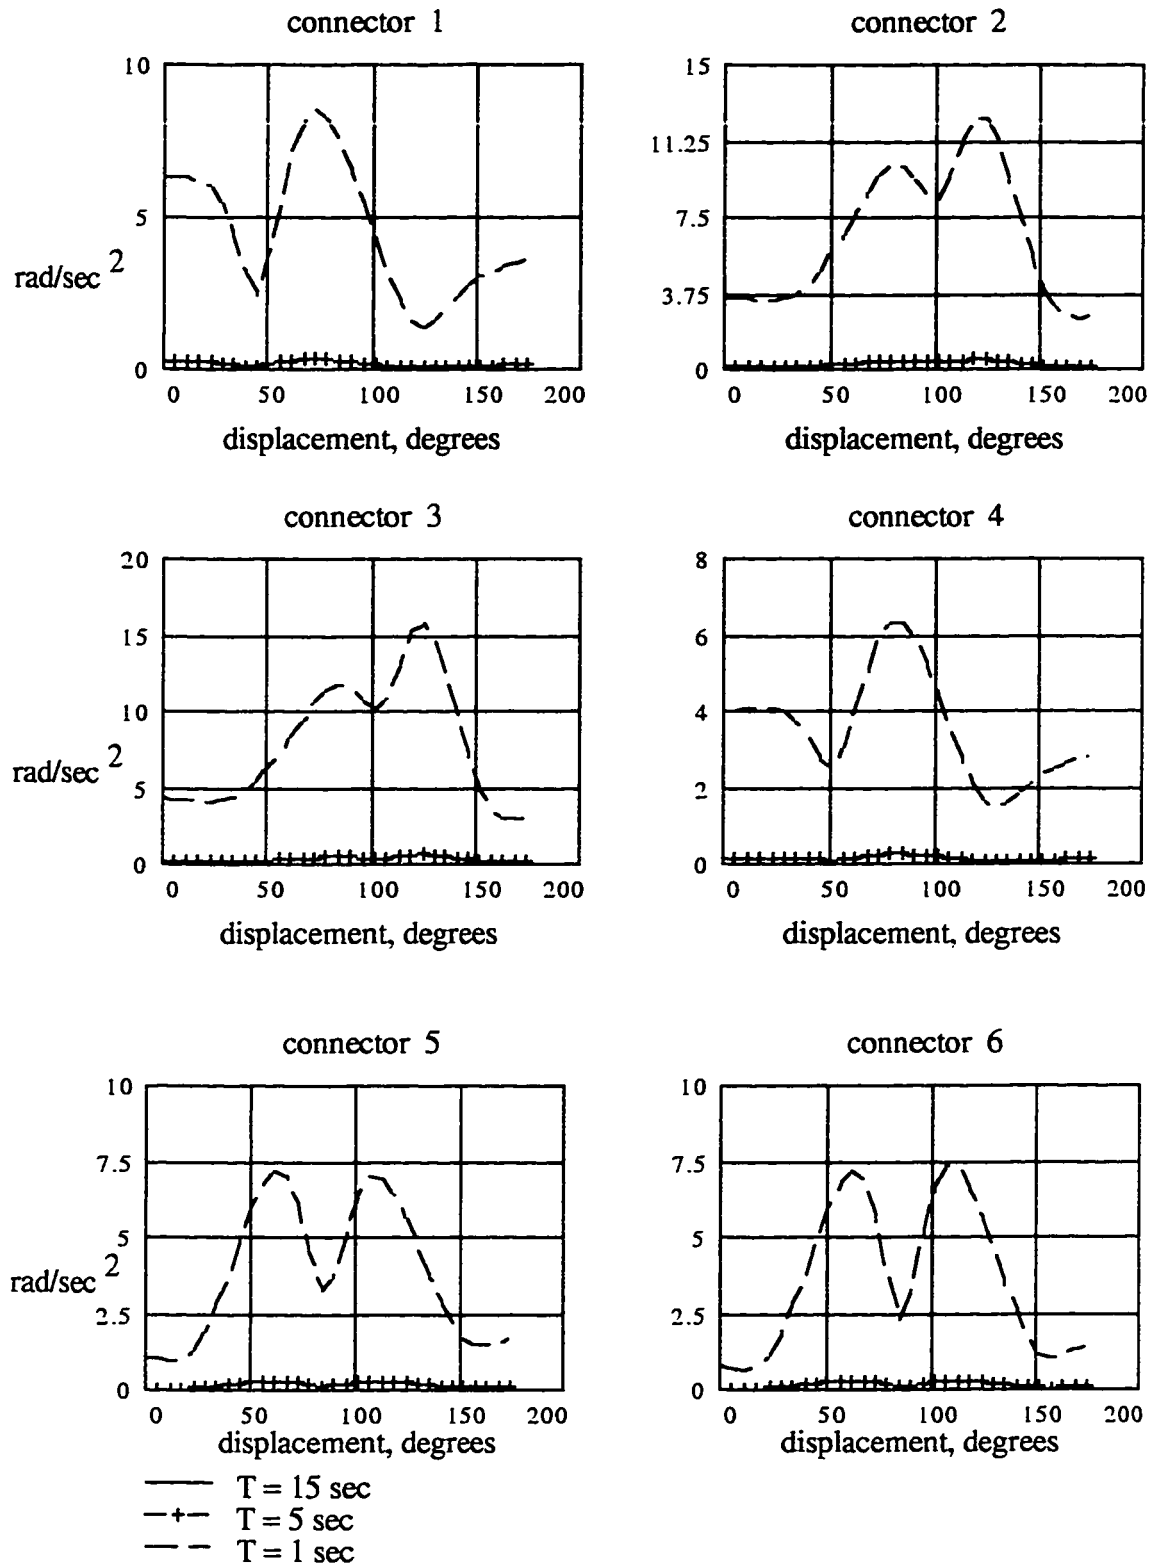 connector 1
10
5
rad/sec 2
0
0 50 100 150 200
displacement, degrees
connector 2
15
11.25
7.5
3.75
0
0 50 100 150 200
displacement, degrees
connector 3
20
15
10
rad/sec 2
5
0
0 50 100 150 200
displacement, degrees
connector 4
8
6
4
2
0
0 50 100 150 200
displacement, degrees
connector 5
10
7.5
5
rad/sec 2
2.5
0
0 50 100 150 200
displacement, degrees
connector 6
10
7.5
5
2.5
0
0 50 100 150 200
displacement, degrees
T = 15 sec
T = 5 sec
T = 1 sec